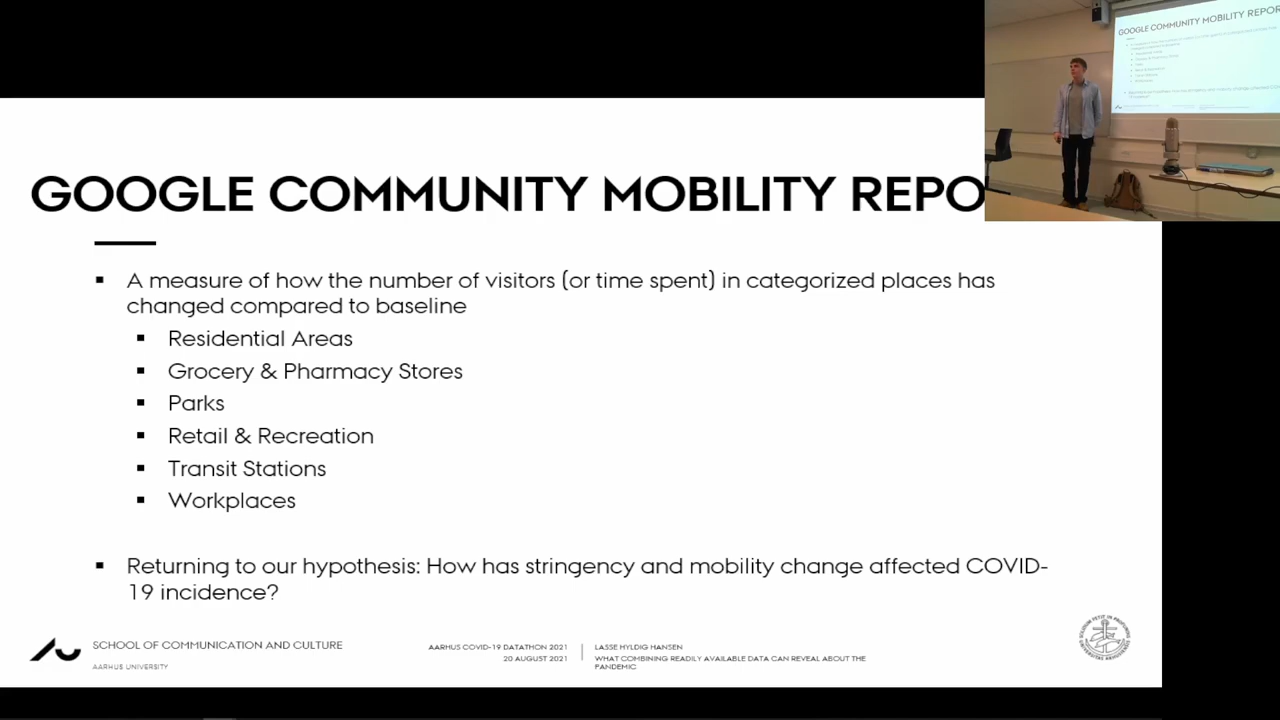 GOOGLE COMMUNITY MOBILITY REPO
A measure of how the number of visitors (or time spent) in categorized places has
changed compared to baseline
Residential Areas
Grocery & Pharmacy Stores
Parks
Retail & Recreation
Transit Stations
Workplaces
Returning to our hypothesis: How has stringency and mobility change affected COVID-
19 incidence?
SCHOOL OF COMMUNICATION AND CULTURE
AARHUS UNIVERSITY
AARHUS COVID-19 DATATHON 2021
20 AUGUST 2021
LASSE HYLDIG HANSEN
WHAT COMBINING READILY AVAILABLE DATA CAN REVEAL ABOUT THE
PANDEMIC
GOOGLE COMMUNITY MOBILITY REPOR